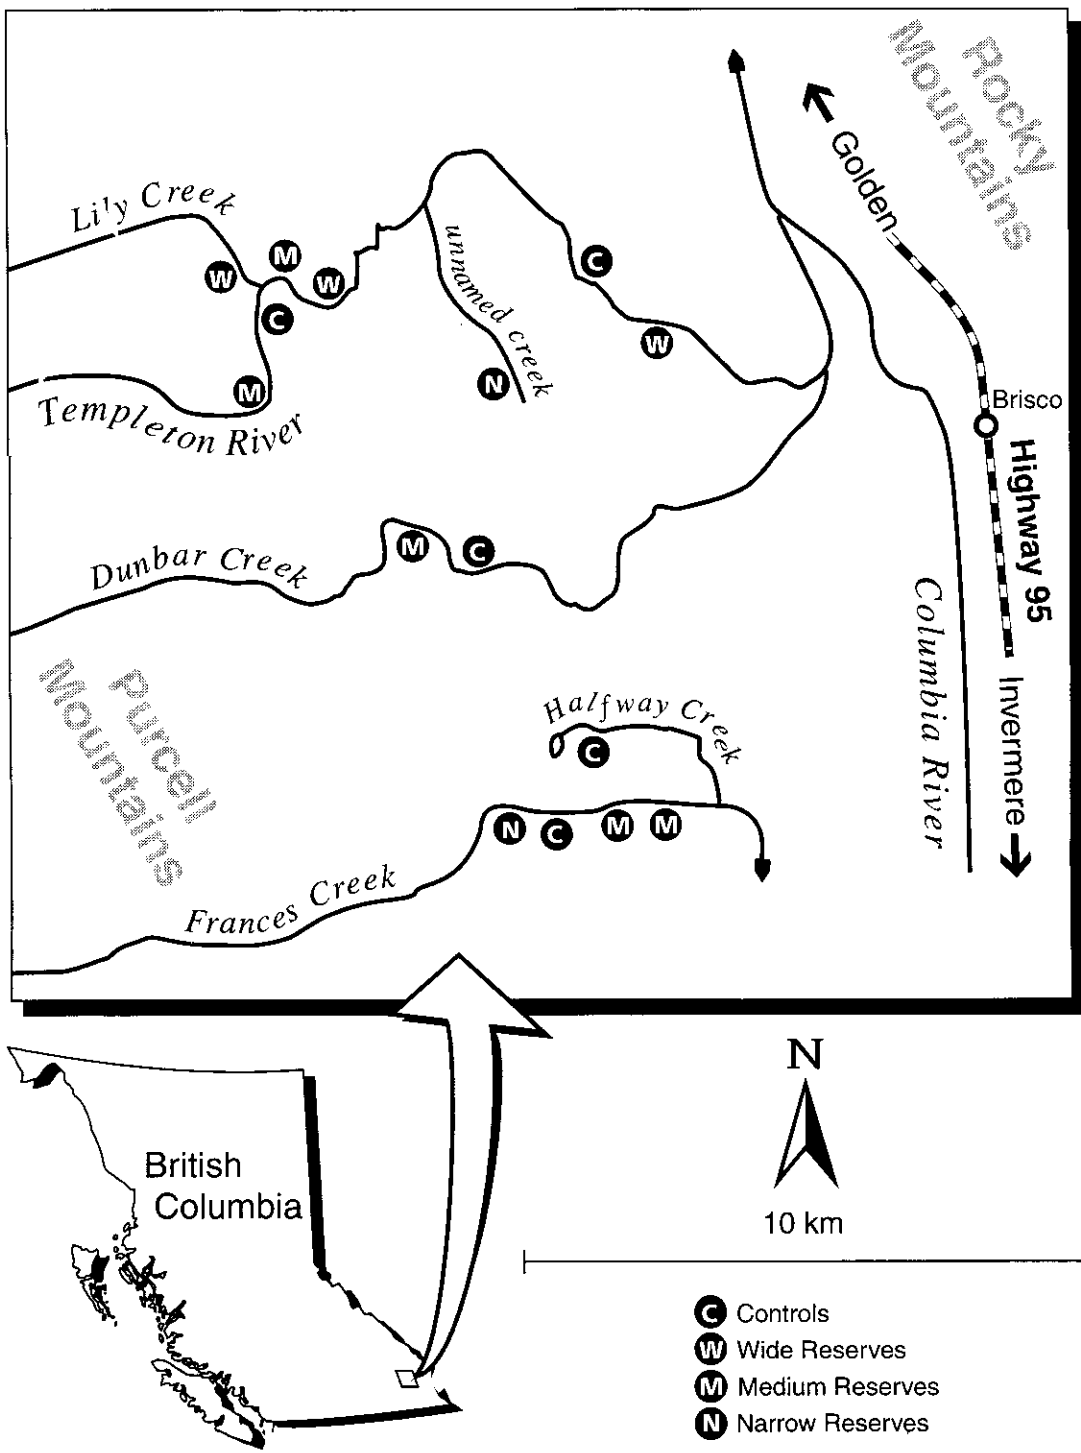 Rocky
Mountains
Golden
Lily Creek
M
W
W
C
unnamed creek
C
W
M
N
Templeton River
Brisco
Highway 95
Dunbar Creek
M
C
Columbia River
Purcell
Mountains
Halfway Creek
C
Invermere
N
C
M
M
Frances Creek
N
British
Columbia
10 km
C Controls
W Wide Reserves
M Medium Reserves
N Narrow Reserves